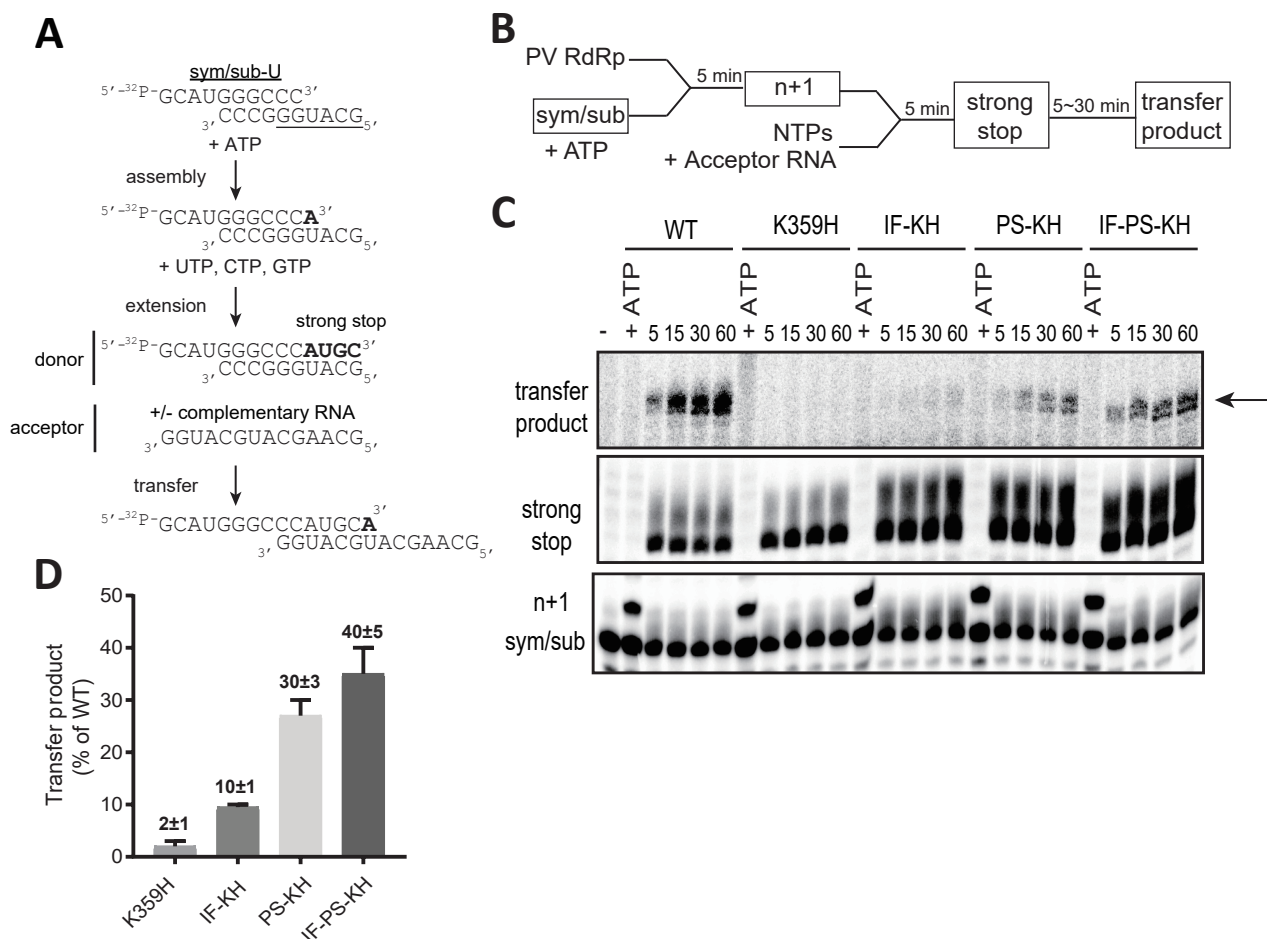 A
sym/sub-U
5'-32P-GCAUGGGCCC3'
3'CCCGGGUACG5'
+ ATP
assembly
5'-32P-GCAUGGGCCCA3'
3'CCCGGGUACG5'
+ UTP, CTP, GTP
extension
strong stop
donor
5'-32P-GCAUGGGCCCAUGC3'
3'CCCGGGUACG5'
+/- complementary RNA
acceptor
3'GGUACGUACGAACG5'
transfer
5'-32P-GCAUGGGCCCAUGCA3'
3'GGUACGUACGAACG5'
B
PV RdRp
sym/sub
+ ATP
5 min
n+1
NTPs
+ Acceptor RNA
5 min
strong
stop
5~30 min
transfer
product
C
WT K359H IF-KH PS-KH IF-PS-KH
ATP ATP ATP ATP ATP
- + 5 15 30 60 + 5 15 30 60 + 5 15 30 60 + 5 15 30 60 + 5 15 30 60
transfer
product
strong
stop
n+1
sym/sub
D
Transfer product
(% of WT)
50
40
30
20
10
0
2±1
10±1
30±3
40±5
K359H
IF-KH
PS-KH
IF-PS-KH